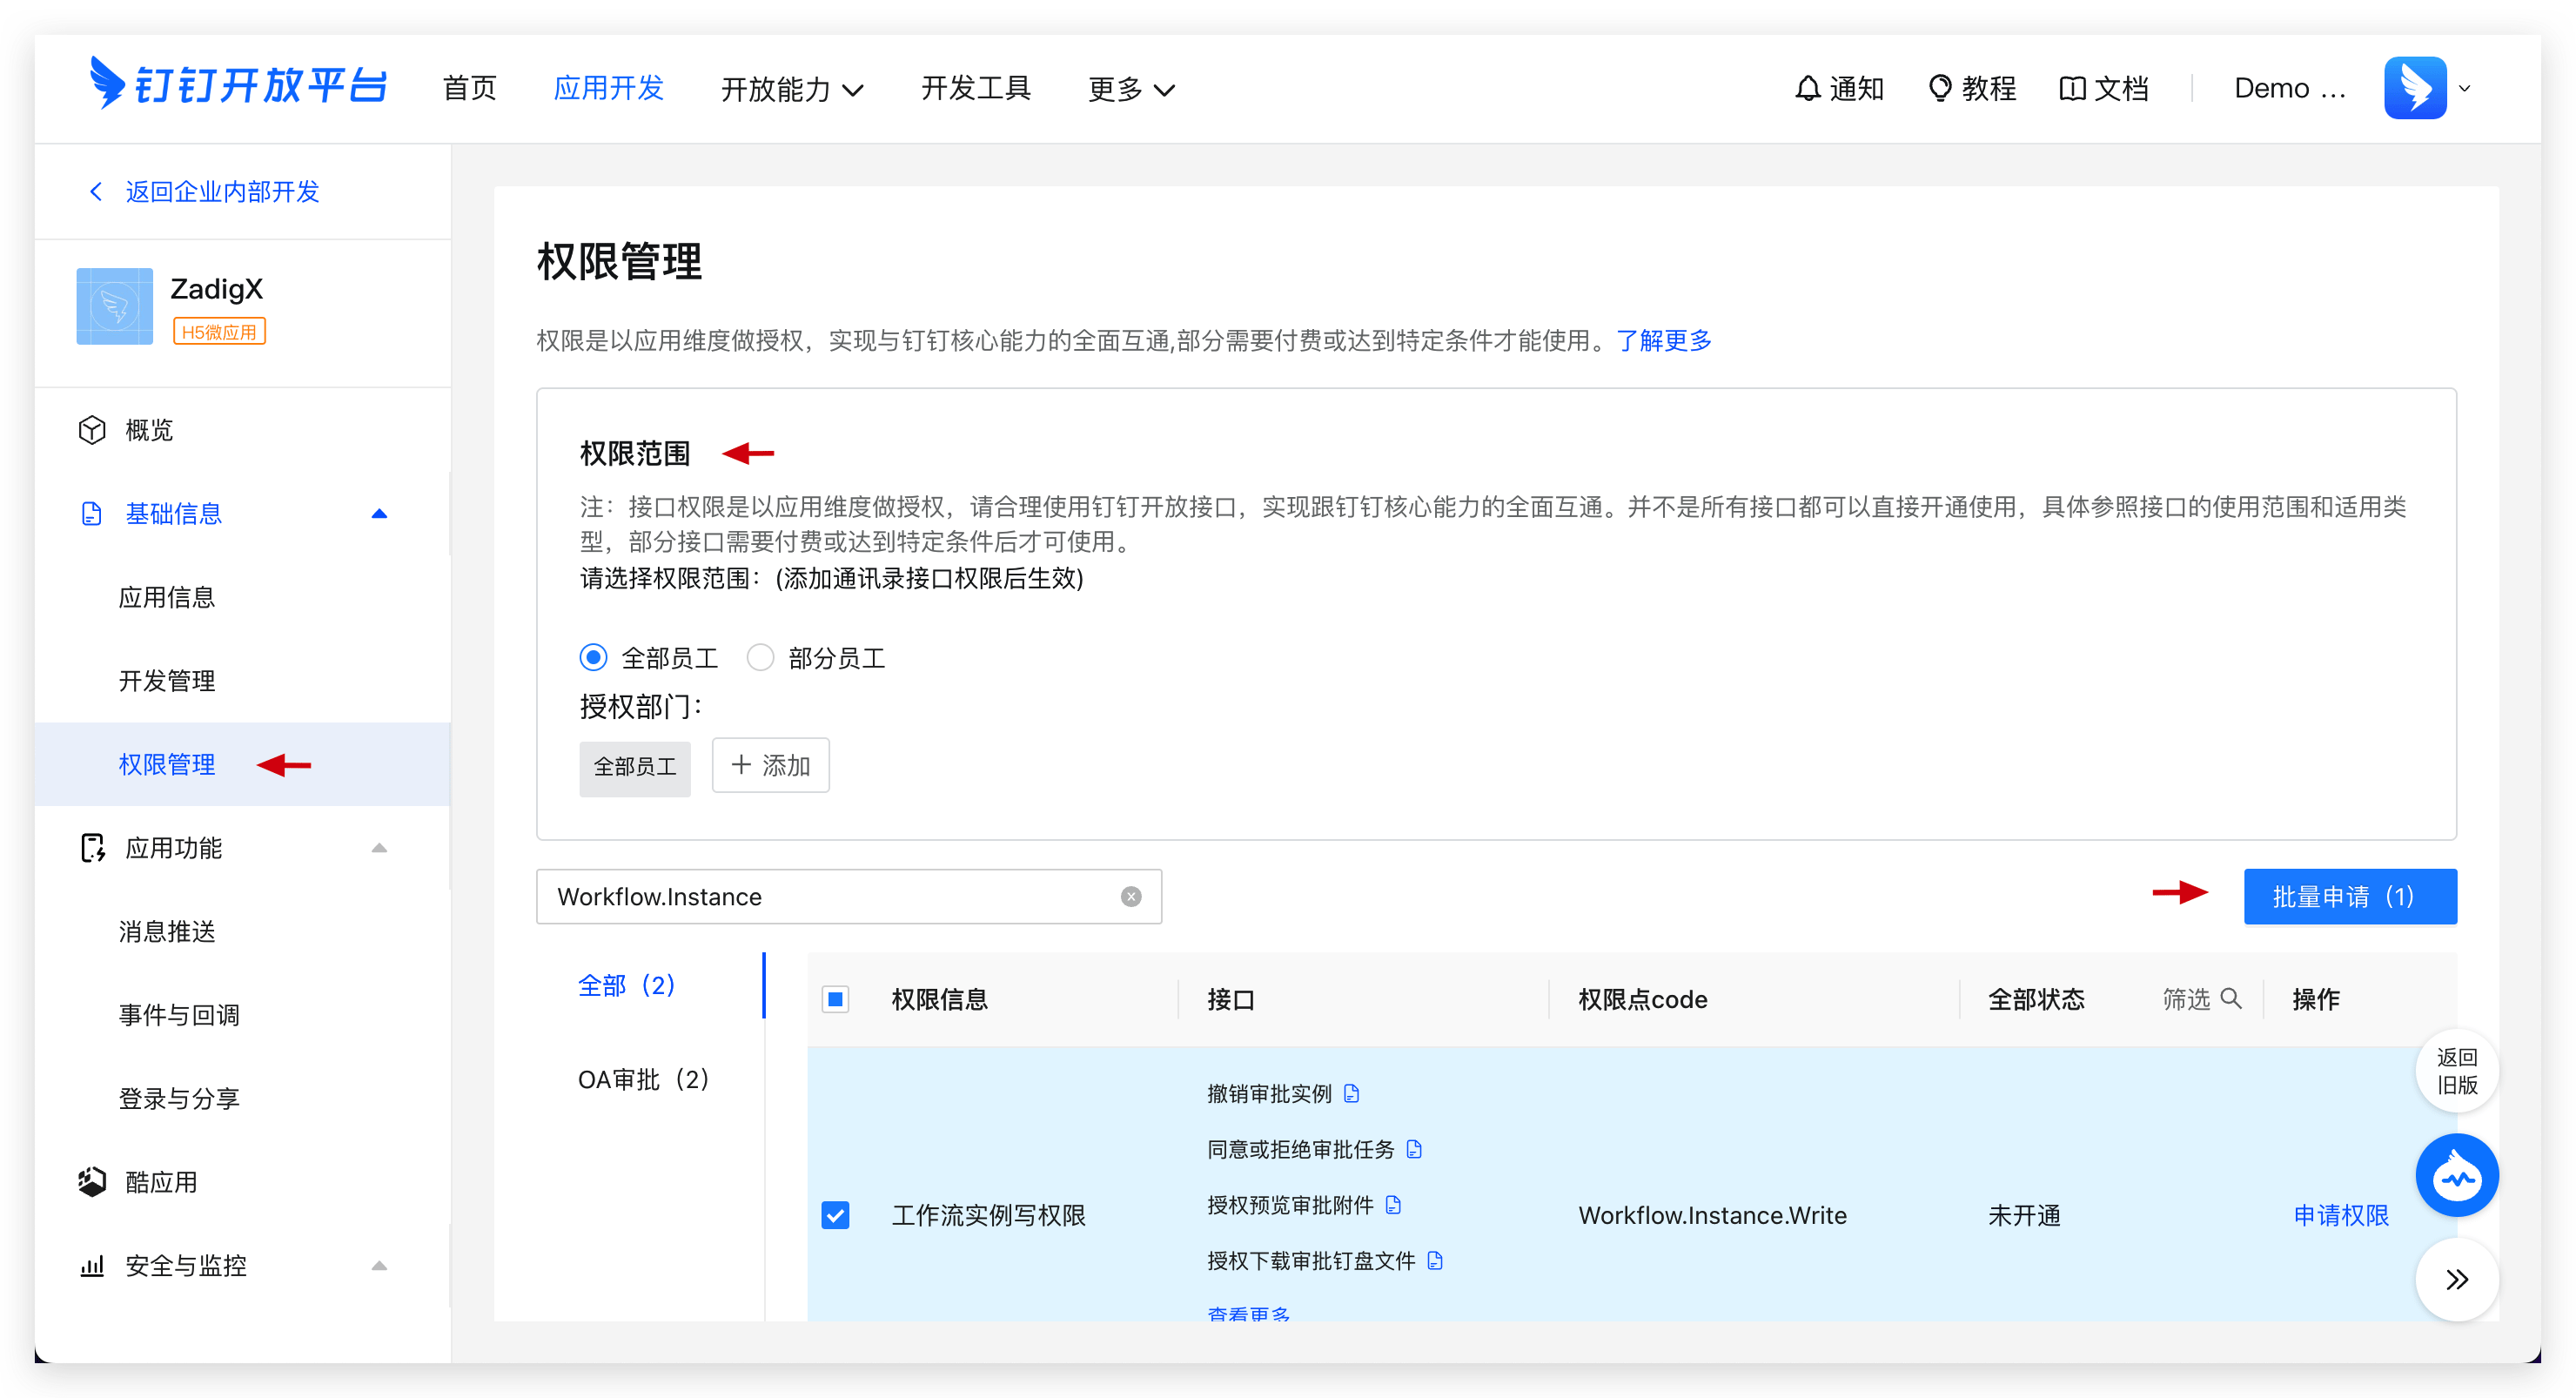 钉钉开放平台 首页 应用开发 开放能力 开发工具 更多 通知 教程 文档 Demo ...
返回企业内部开发
ZadigX
H5微应用
概览
基础信息
应用信息
开发管理
权限管理
应用功能
消息推送
事件与回调
登录与分享
酷应用
安全与监控
权限管理
权限是以应用维度做授权，实现与钉钉核心能力的全面互通,部分需要付费或达到特定条件才能使用。了解更多
权限范围
注：接口权限是以应用维度做授权，请合理使用钉钉开放接口，实现跟钉钉核心能力的全面互通。并不是所有接口都可以直接开通使用，具体参照接口的使用范围和适用类
型，部分接口需要付费或达到特定条件后才可使用。
请选择权限范围：(添加通讯录接口权限后生效)
全部员工 部分员工
授权部门：
全部员工 + 添加
Workflow.Instance 批量申请（1）
全部（2）
OA审批（2）
权限信息 接口 权限点code 全部状态 筛选 操作
撤销审批实例
同意或拒绝审批任务
授权预览审批附件
工作流实例写权限 Workflow.Instance.Write 未开通 申请权限
授权下载审批钉盘文件
查看更多
返回
旧版